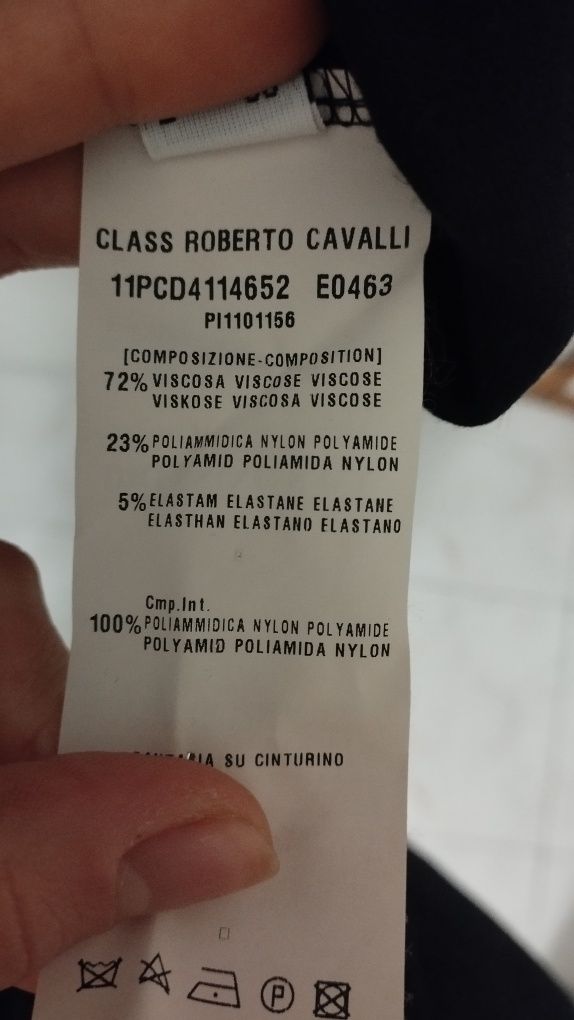 CLASS ROBERTO CAVALLI
11PCD4114652 E0463
PI1101156
[COMPOSIZIONE-COMPOSITION]
72% VISCOSA VISCOSE VISCOSE
VISKOSE VISCOSA VISCOSE
23% POLIAMMIDICA NYLON POLYAMIDE
POLYAMID POLIAMIDA NYLON
5% ELASTAM ELASTANE ELASTANE
ELASTHAN ELASTANO ELASTANO
Cmp.Int.
100% POLIAMMIDICA NYLON POLYAMIDE
POLYAMID POLIAMIDA NYLON
SU CINTURINO
P